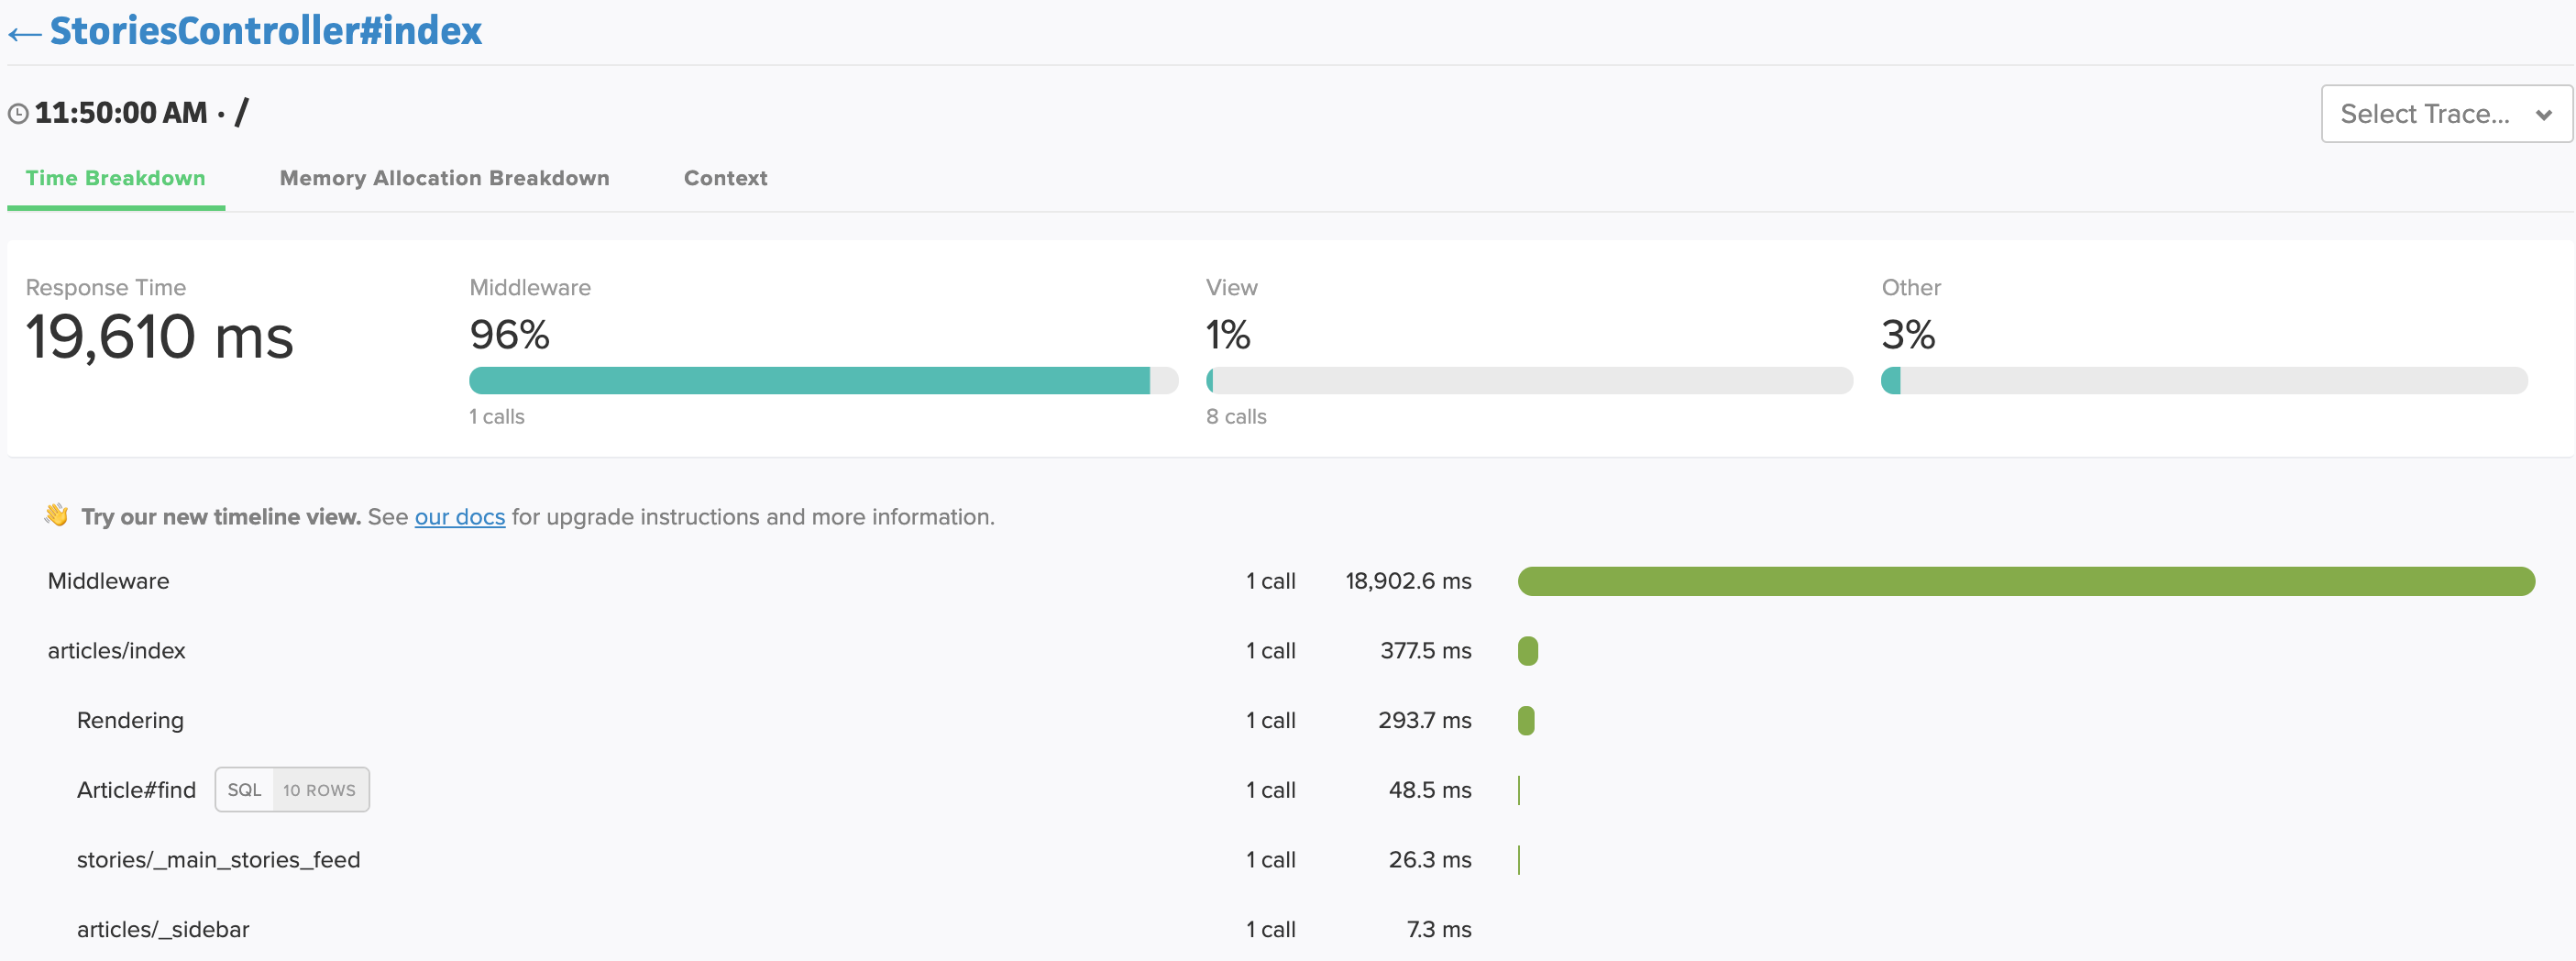 ← StoriesController#index
11:50:00 AM · /
Select Trace...
Time Breakdown Memory Allocation Breakdown Context
Response Time Middleware View Other
19,610 ms 96% 1% 3%
1 calls 8 calls
👋 Try our new timeline view. See our docs for upgrade instructions and more information.
Middleware 1 call 18,902.6 ms
articles/index 1 call 377.5 ms
Rendering 1 call 293.7 ms
Article#find SQL 10 ROWS 1 call 48.5 ms
stories/_main_stories_feed 1 call 26.3 ms
articles/_sidebar 1 call 7.3 ms